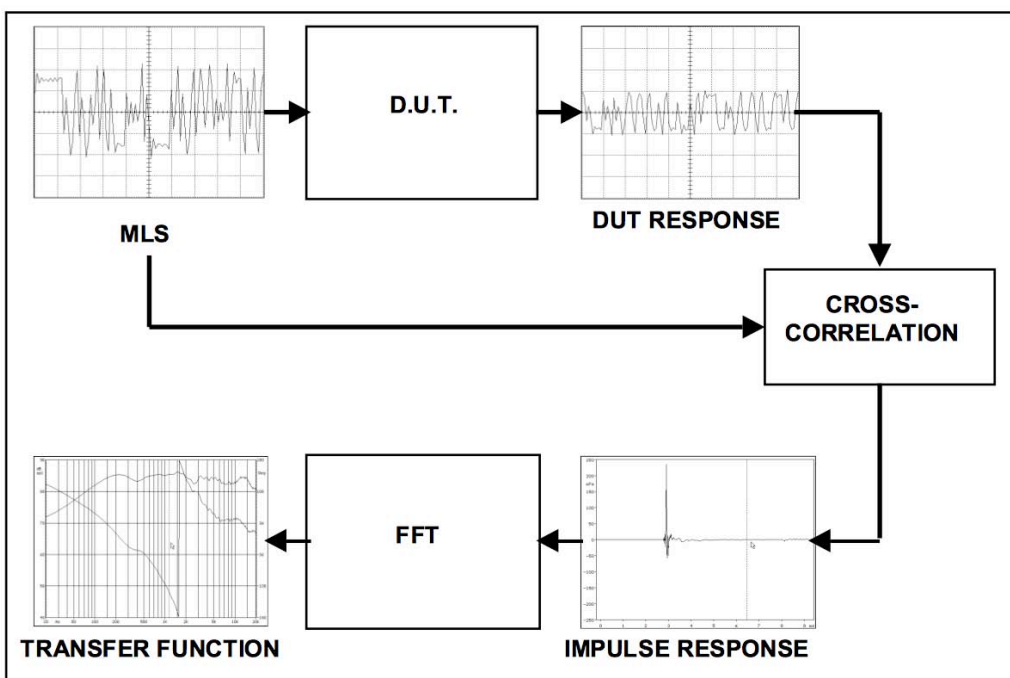 D.U.T.
MLS
DUT RESPONSE
CROSS-
CORRELATION
FFT
TRANSFER FUNCTION
IMPULSE RESPONSE